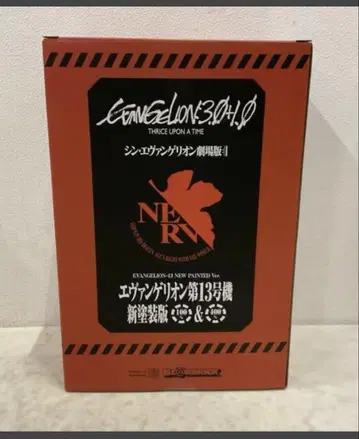 EVANGELION:3.0+1.0
THRICE UPON A TIME
シン・エヴァンゲリオン劇場版:||
NERV
EVANGELION-13 NEW PAINTED Ver.
エヴァンゲリオン第13号機
新塗装版 100 & 400